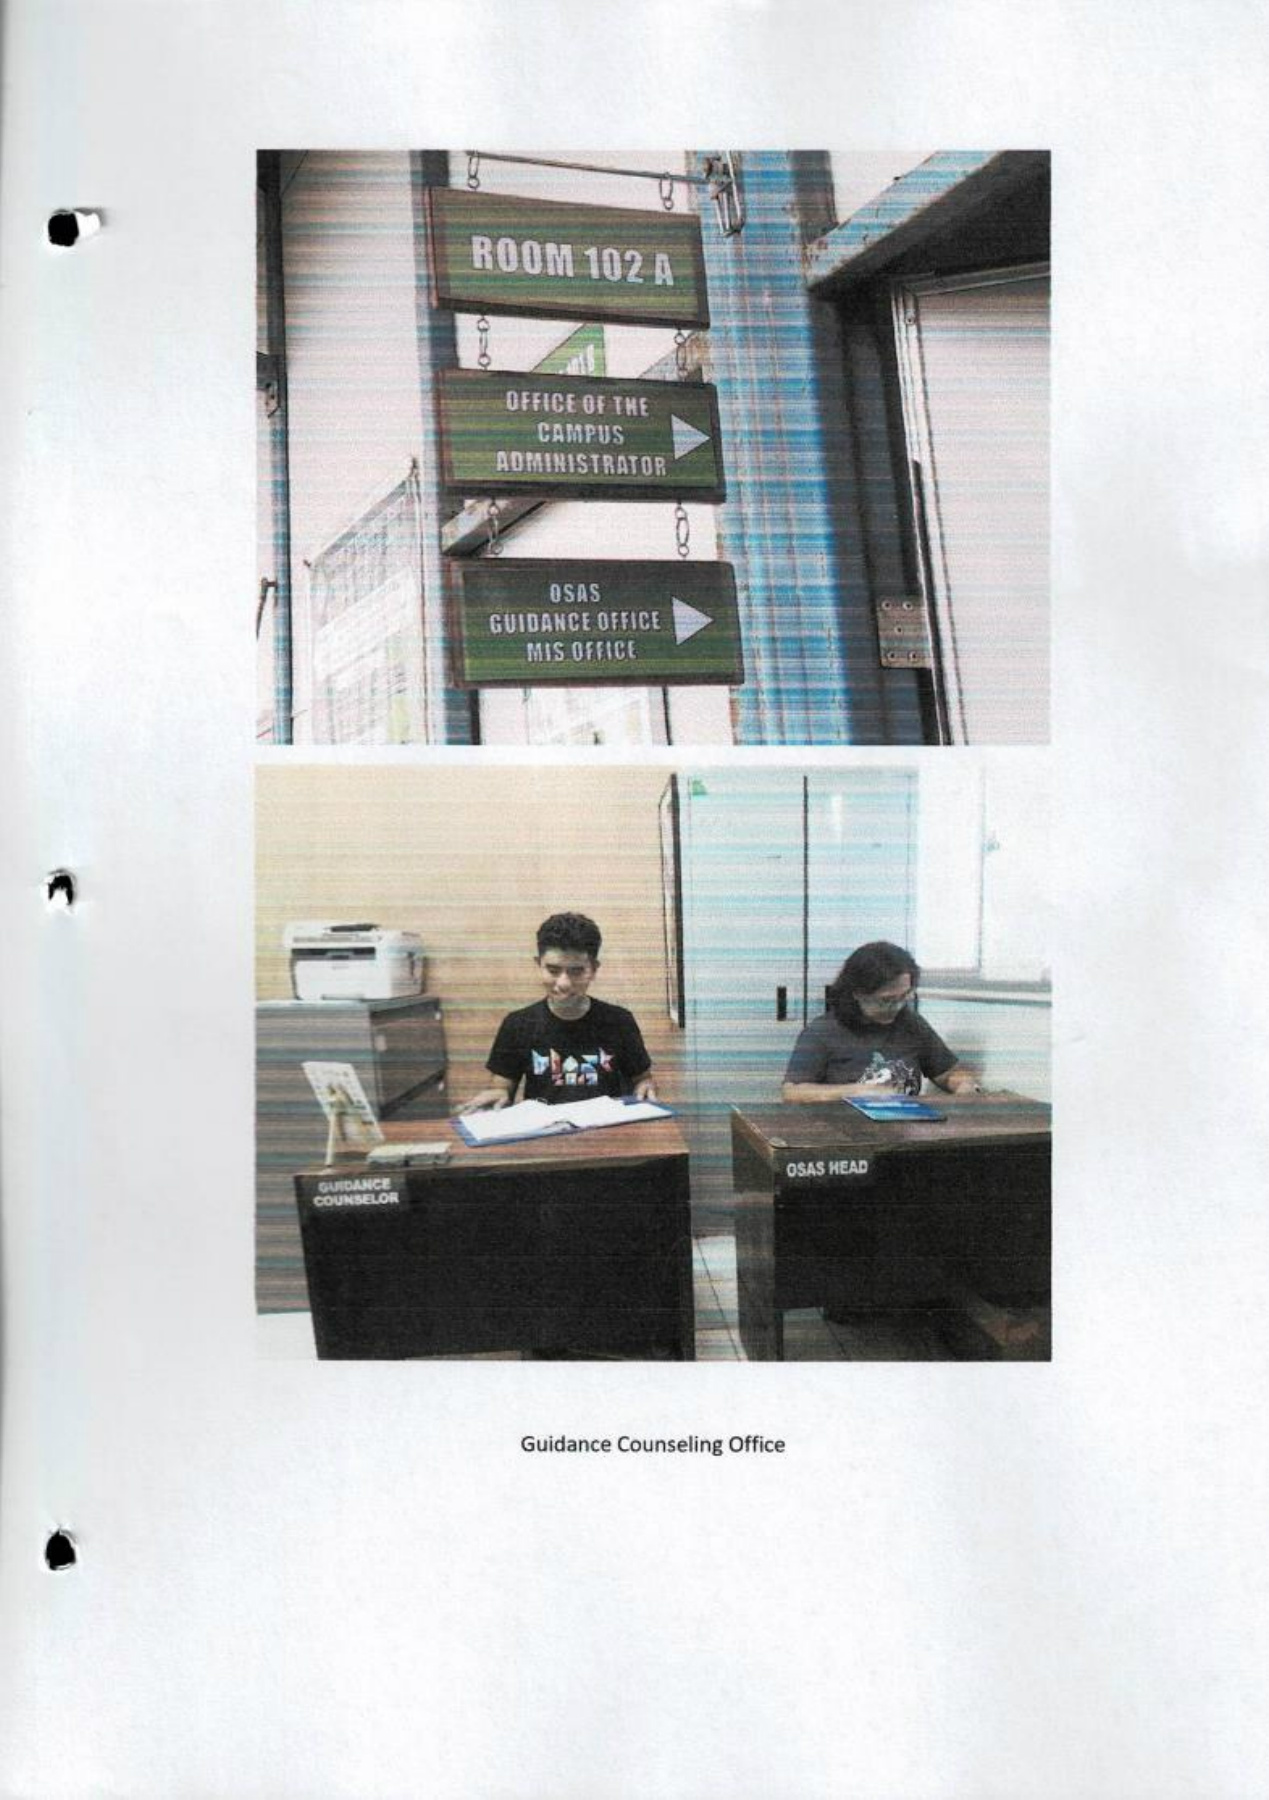 ROOM 102 A
OFFICE OF THE
CAMPUS
ADMINISTRATOR
OSAS
GUIDANCE OFFICE
MIS OFFICE
GUIDANCE
COUNSELOR
OSAS HEAD
Guidance Counseling Office